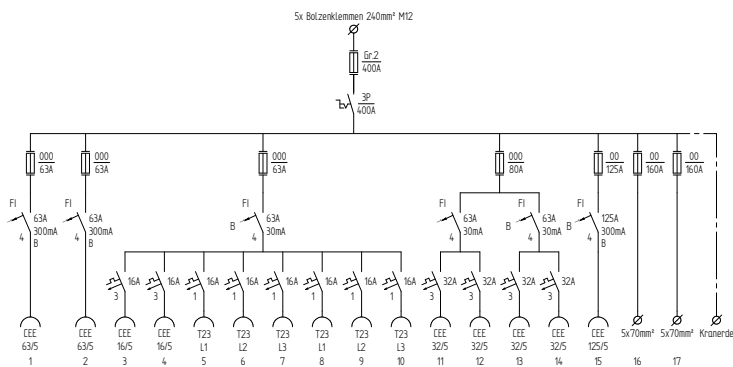 5x Bolzenklemmen 240mm² M12
Gr.2
400A
3P
400A
000
63A
000
63A
000
63A
000
80A
00
125A
00
160A
00
160A
FI
63A
300mA
4
B
FI
63A
300mA
4
B
FI
63A
30mA
B
4
FI
63A
30mA
4
FI
63A
30mA
B
4
FI
125A
300mA
4
B
16A
3
16A
3
16A
1
16A
1
16A
1
16A
1
16A
1
16A
1
32A
3
32A
3
32A
3
32A
3
CEE
63/5
1
CEE
63/5
2
CEE
16/5
3
CEE
16/5
4
T23
L1
5
T23
L2
6
T23
L3
7
T23
L1
8
T23
L2
9
T23
L3
10
CEE
32/5
11
CEE
32/5
12
CEE
32/5
13
CEE
32/5
14
CEE
125/5
15
5x70mm²
16
5x70mm²
17
Kranerde